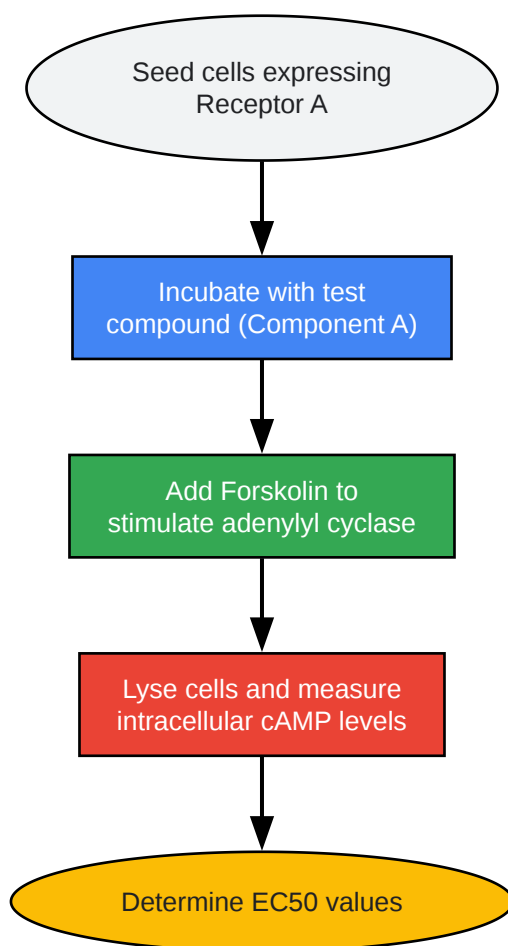 Seed cells expressing
Receptor A
Incubate with test
compound (Component A)
Add Forskolin to
stimulate adenylyl cyclase
Lyse cells and measure
intracellular cAMP levels
Determine EC50 values